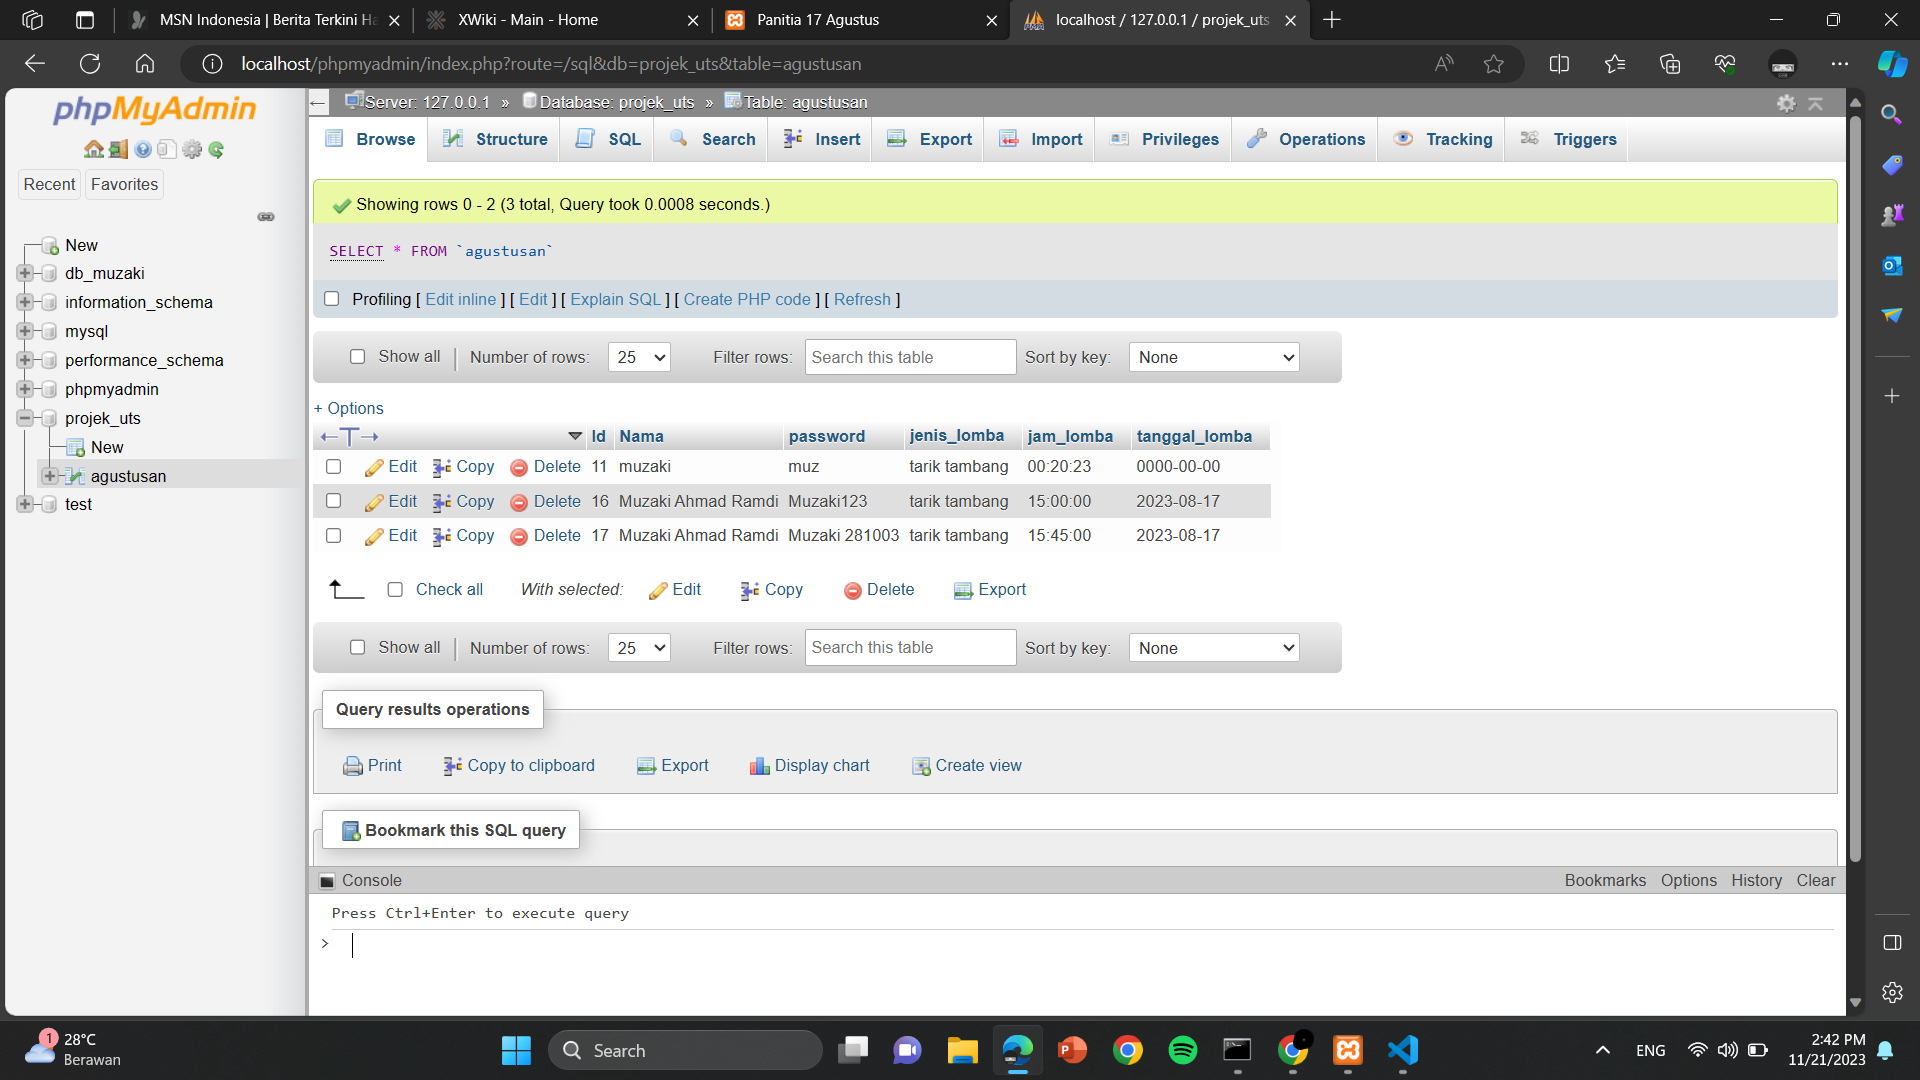 MSN Indonesia | Berita Terkini Ha
XWiki - Main - Home
Panitia 17 Agustus
localhost / 127.0.0.1 / projek_uts
localhost/phpmyadmin/index.php?route=/sql&db=projek_uts&table=agustusan
phpMyAdmin
Recent Favorites
New
db_muzaki
information_schema
mysql
performance_schema
phpmyadmin
projek_uts
New
agustusan
test
Server: 127.0.0.1 » Database: projek_uts » Table: agustusan
Browse Structure SQL Search Insert Export Import Privileges Operations Tracking Triggers
Showing rows 0 - 2 (3 total, Query took 0.0008 seconds.)
SELECT * FROM `agustusan`
Profiling [ Edit inline ] [ Edit ] [ Explain SQL ] [ Create PHP code ] [ Refresh ]
Show all | Number of rows: 25 Filter rows: Search this table Sort by key: None
+ Options
←T→ Id Nama password jenis_lomba jam_lomba tanggal_lomba
Edit Copy Delete 11 muzaki muz tarik tambang 00:20:23 0000-00-00
Edit Copy Delete 16 Muzaki Ahmad Ramdi Muzaki123 tarik tambang 15:00:00 2023-08-17
Edit Copy Delete 17 Muzaki Ahmad Ramdi Muzaki 281003 tarik tambang 15:45:00 2023-08-17
Check all With selected: Edit Copy Delete Export
Show all | Number of rows: 25 Filter rows: Search this table Sort by key: None
Query results operations
Print Copy to clipboard Export Display chart Create view
Bookmark this SQL query
Console Bookmarks Options History Clear
Press Ctrl+Enter to execute query
>
1 28°C
Berawan
Search
ENG
2:42 PM
11/21/2023